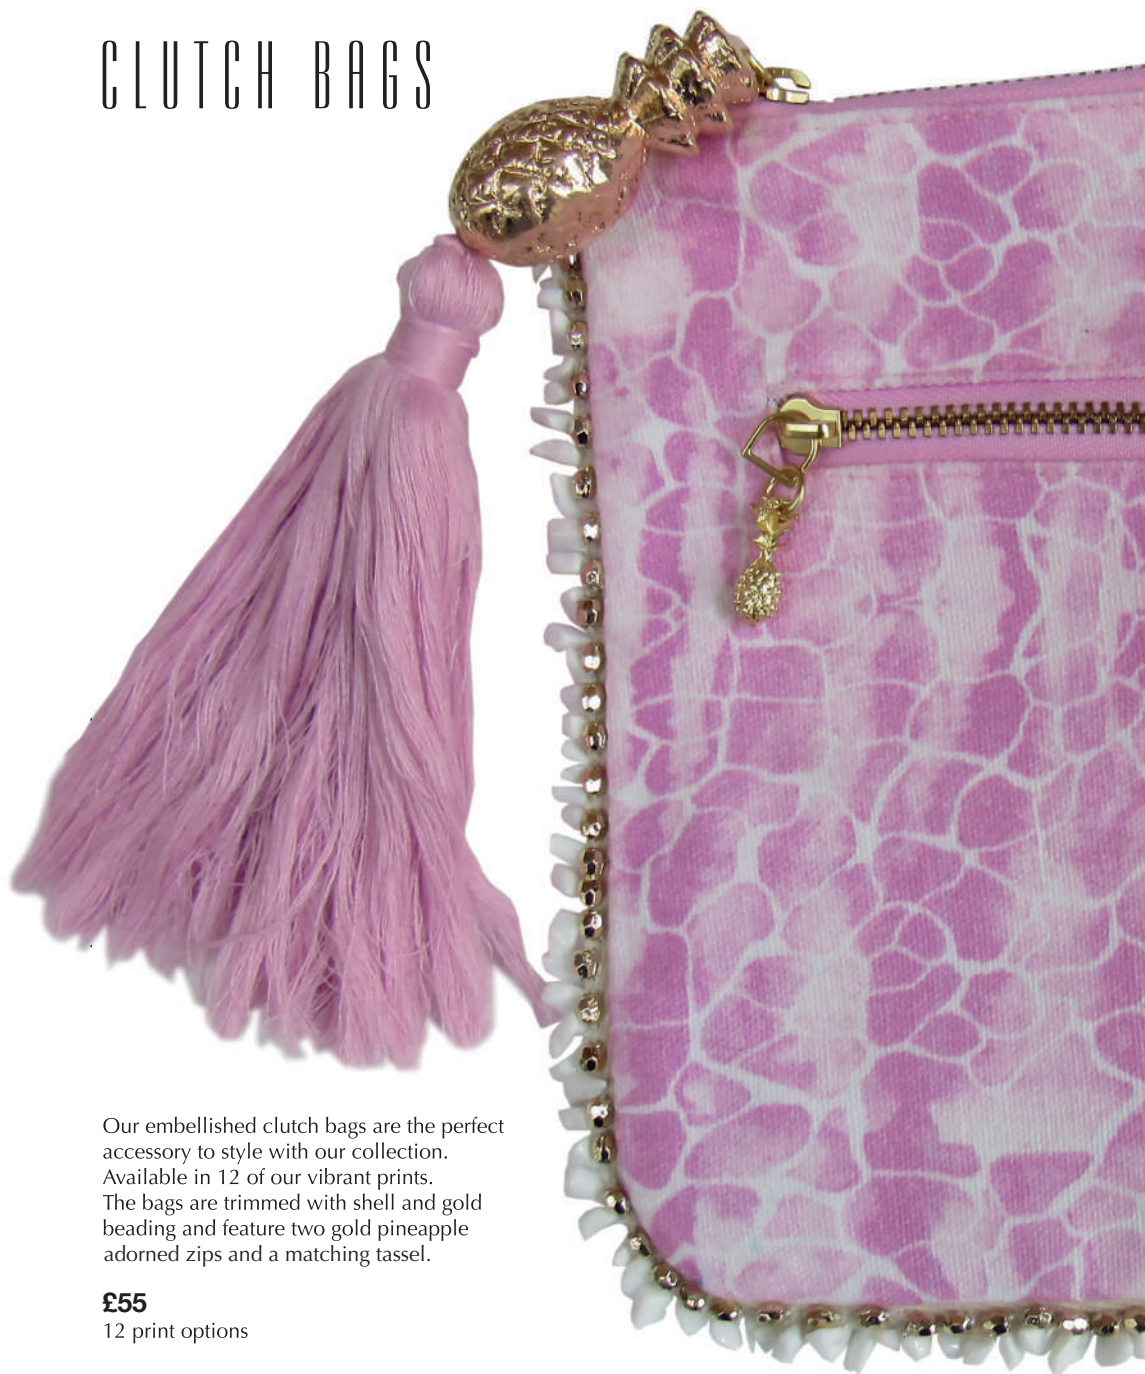 CLUTCH BAGS
Our embellished clutch bags are the perfect
accessory to style with our collection.
Available in 12 of our vibrant prints.
The bags are trimmed with shell and gold
beading and feature two gold pineapple
adorned zips and a matching tassel.
£55
12 print options